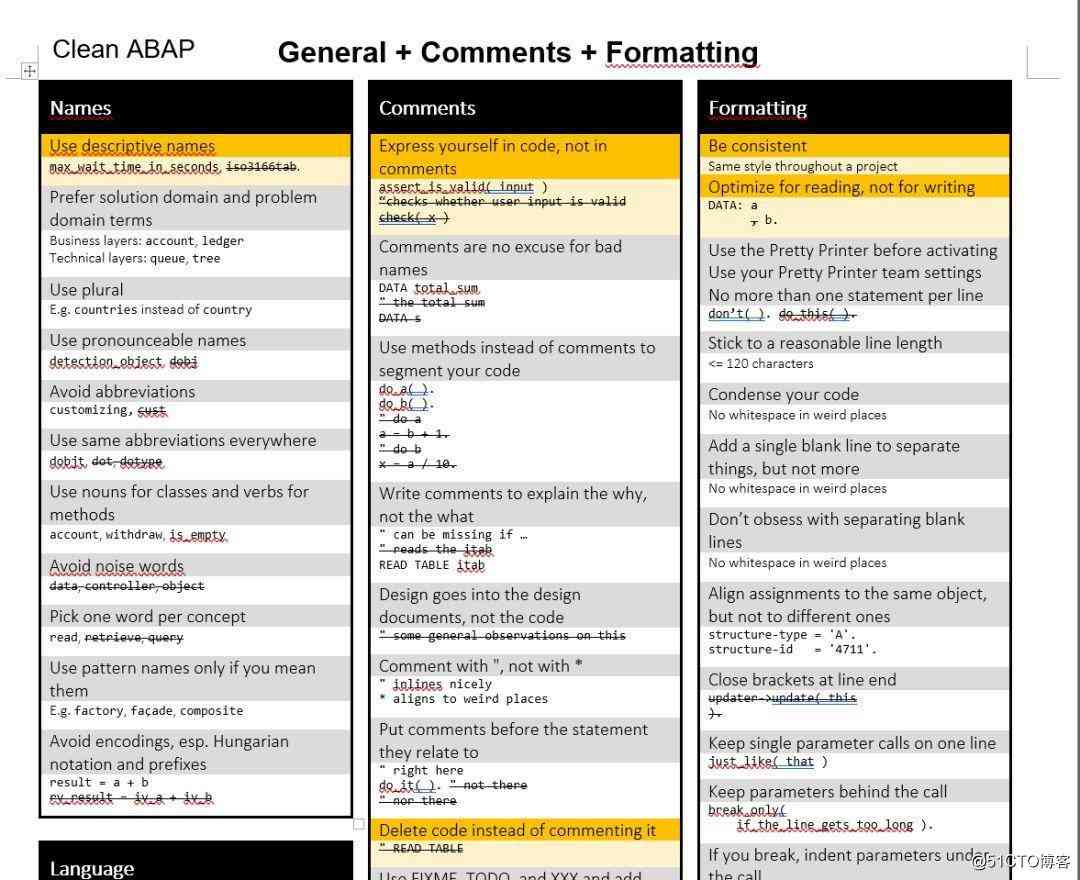 Clean ABAP
General + Comments + Formatting
Names
Use descriptive names
max_wait_time_in_seconds, iso3166tab.
Prefer solution domain and problem
domain terms
Business layers: account, ledger
Technical layers: queue, tree
Use plural
E.g. countries instead of country
Use pronounceable names
detection_object, dobj
Avoid abbreviations
customizing, cust
Use same abbreviations everywhere
dobjt, dot, dotype
Use nouns for classes and verbs for
methods
account, withdraw, is_empty
Avoid noise words
data, controller, object
Pick one word per concept
read, retrieve, query
Use pattern names only if you mean
them
E.g. factory, façade, composite
Avoid encodings, esp. Hungarian
notation and prefixes
result = a + b
rv_result = iv_a + iv_b
Language
Comments
Express yourself in code, not in
comments
assert_is_valid( input )
"checks whether user input is valid
check( x )
Comments are no excuse for bad
names
DATA total_sum
" the total sum
DATA s
Use methods instead of comments to
segment your code
do_a( ).
do_b( ).
" do a
a = b + 1.
" do b
x = a / 10.
Write comments to explain the why,
not the what
" can be missing if …
" reads the itab
READ TABLE itab
Design goes into the design
documents, not the code
" some general observations on this
Comment with ", not with *
" inlines nicely
* aligns to weird places
Put comments before the statement
they relate to
" right here
do_it( ). " not there
" nor there
Delete code instead of commenting it
" READ TABLE
Use FIXME, TODO, and XXX and add
Formatting
Be consistent
Same style throughout a project
Optimize for reading, not for writing
DATA: a
, b.
Use the Pretty Printer before activating
Use your Pretty Printer team settings
No more than one statement per line
don't( ). do_this( ).
Stick to a reasonable line length
<= 120 characters
Condense your code
No whitespace in weird places
Add a single blank line to separate
things, but not more
No whitespace in weird places
Don't obsess with separating blank
lines
No whitespace in weird places
Align assignments to the same object,
but not to different ones
structure-type = 'A'.
structure-id   = '4711'.
Close brackets at line end
updater->update( this
).
Keep single parameter calls on one line
just_like( that )
Keep parameters behind the call
break_only(
if_the_line_gets_too_long ).
If you break, indent parameters under
the call
@51CTO博客